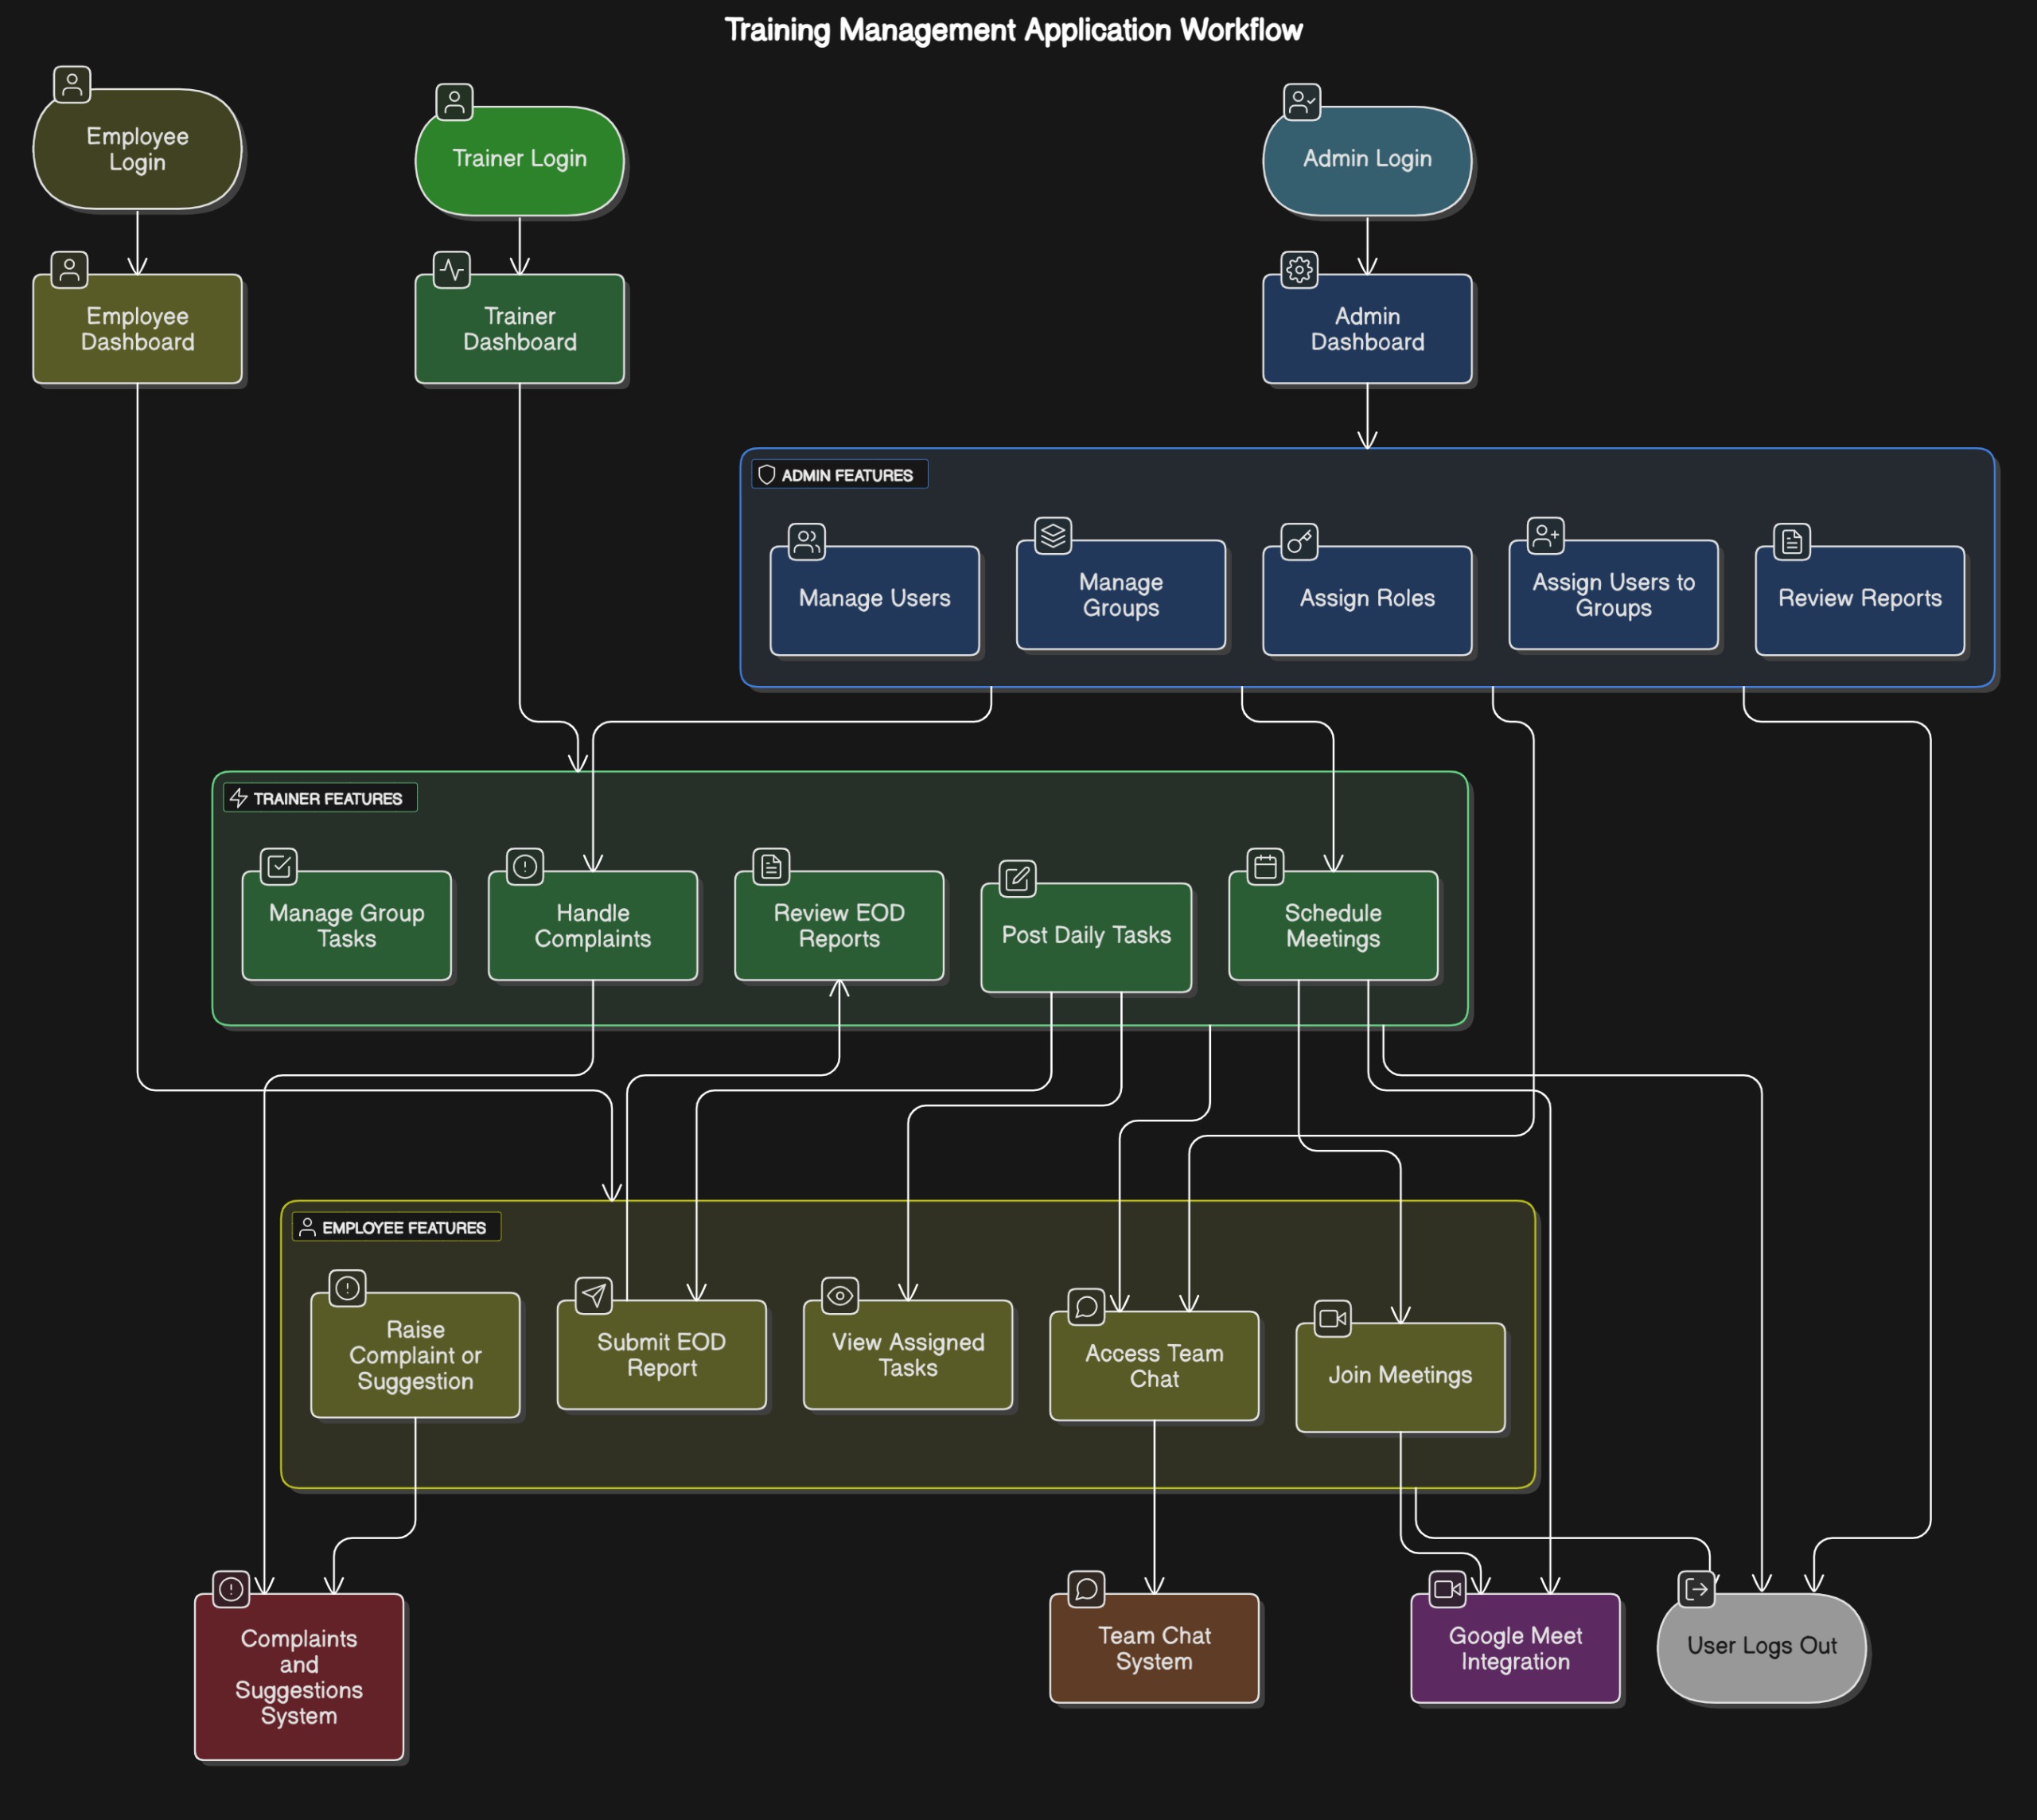 Training Management Application Workflow
Employee
Login
Trainer Login
Admin Login
Employee
Dashboard
Trainer
Dashboard
Admin
Dashboard
ADMIN FEATURES
Manage Users
Manage
Groups
Assign Roles
Assign Users to
Groups
Review Reports
TRAINER FEATURES
Manage Group
Tasks
Handle
Complaints
Review EOD
Reports
Post Daily Tasks
Schedule
Meetings
EMPLOYEE FEATURES
Raise
Complaint or
Suggestion
Submit EOD
Report
View Assigned
Tasks
Access Team
Chat
Join Meetings
Complaints
and
Suggestions
System
Team Chat
System
Google Meet
Integration
User Logs Out